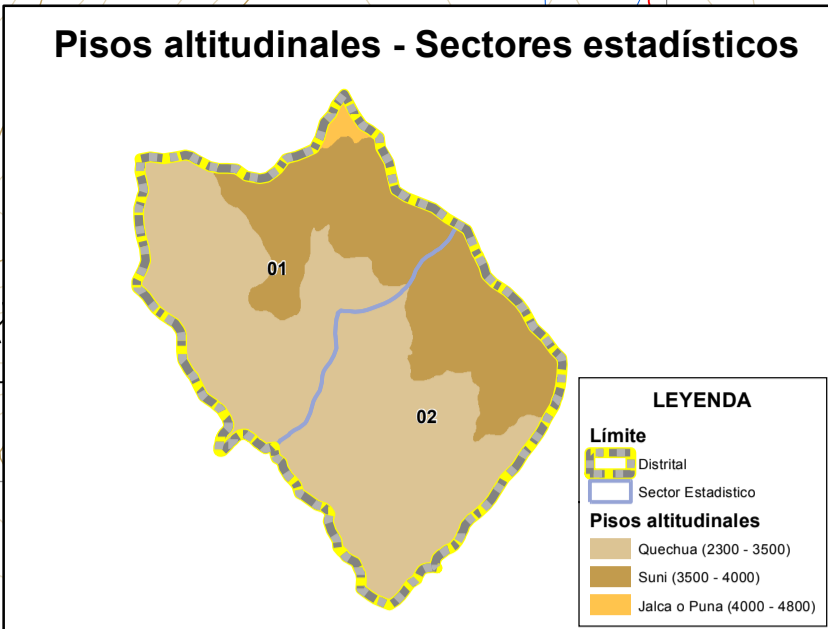 Pisos altitudinales - Sectores estadísticos
01
02
LEYENDA
Límite
Distrital
Sector Estadistico
Pisos altitudinales
Quechua (2300 - 3500)
Suni (3500 - 4000)
Jalca o Puna (4000 - 4800)